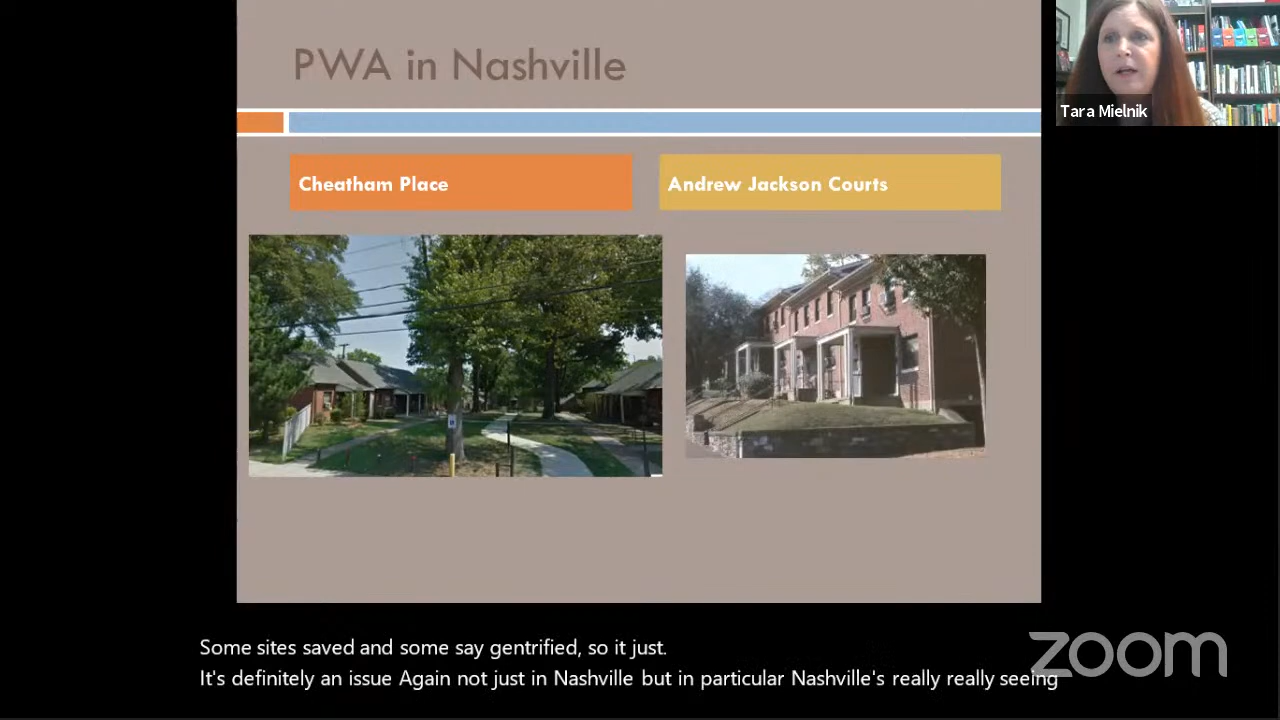 PWA in Nashville
Tara Mielnik
Cheatham Place
Andrew Jackson Courts
Some sites saved and some say gentrified, so it just.
It's definitely an issue Again not just in Nashville but in particular Nashville's really really seeing
zoom